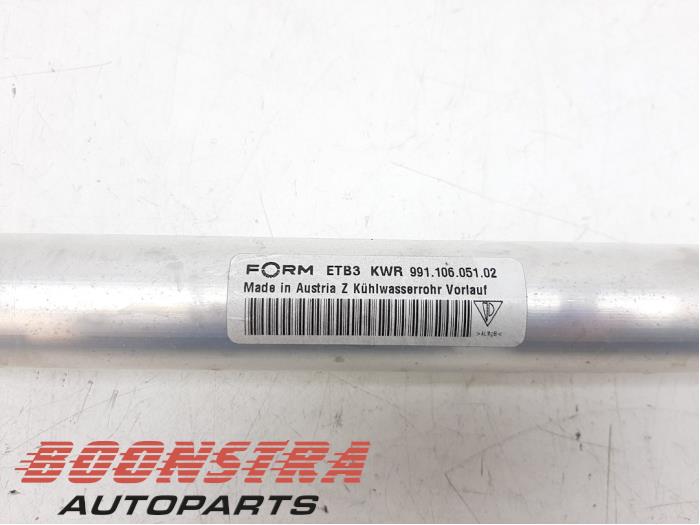 FORM ETB3 KWR 991.106.051.02
Made in Austria Z Kühlwasserrohr Vorlauf
BOONSTRA
AUTOPARTS